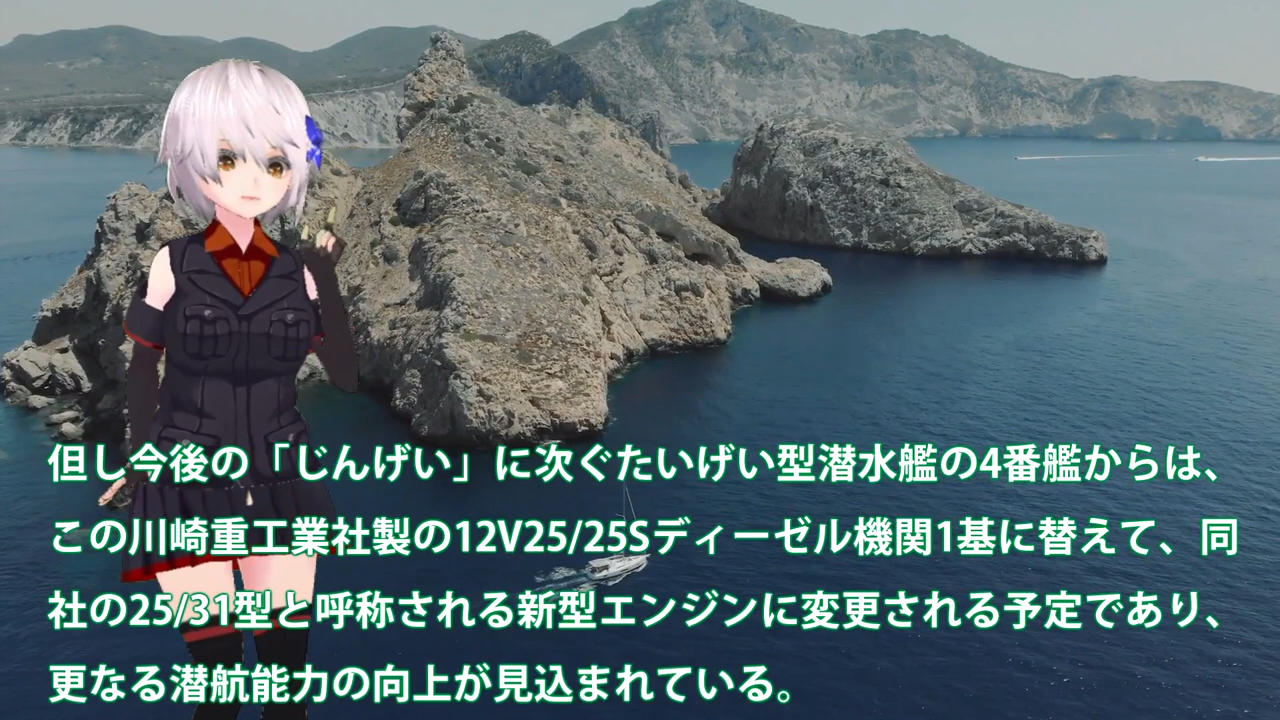 但し今後の「じんげい」に次ぐたいげい型潜水艦の4番艦からは、
この川崎重工業社製の12V25/25Sディーゼル機関1基に替えて、同
社の25/31型と呼称される新型エンジンに変更される予定であり、
更なる潜航能力の向上が見込まれている。